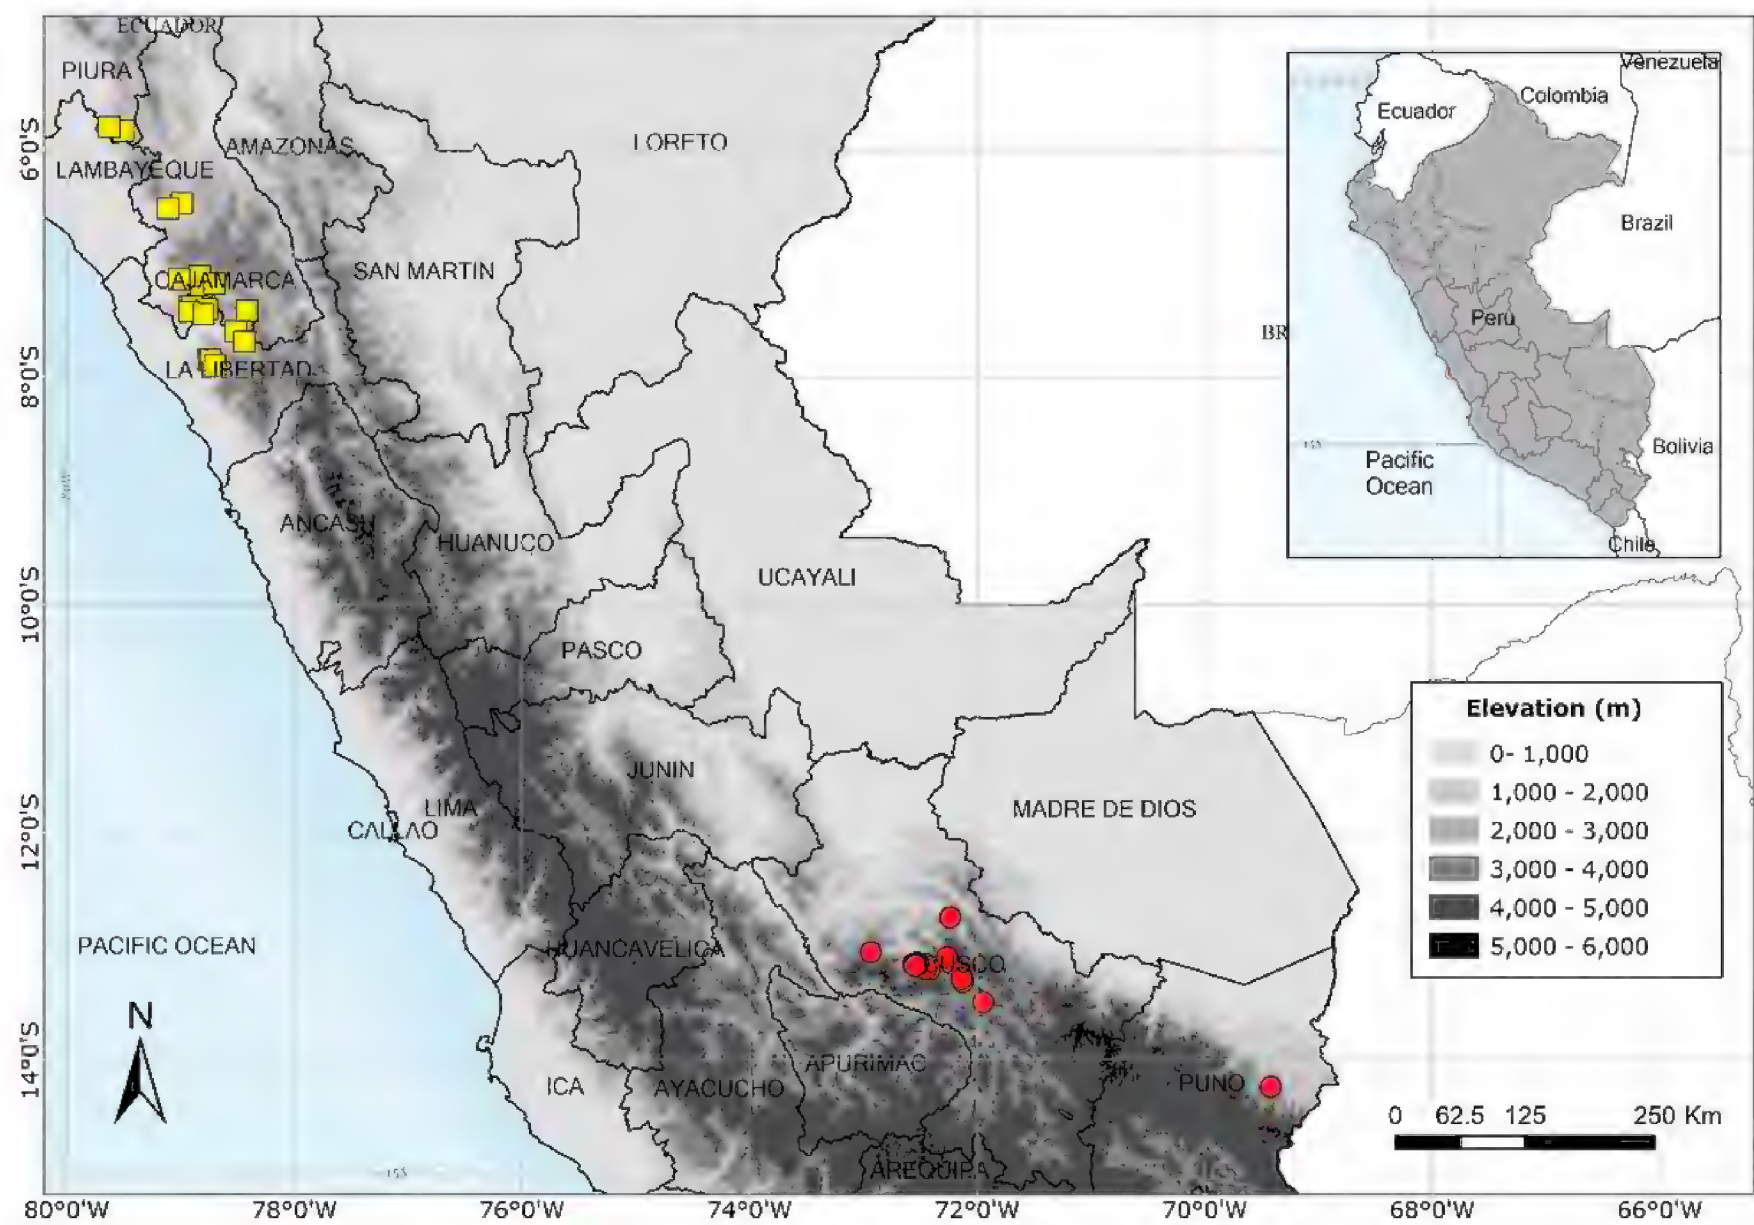 ECUADOR
PIURA
AMAZONAS
LORETO
LAMBAYEQUE
SAN MARTIN
CAJAMARCA
LA LIBERTAD
BR
ANCASH
HUANUCO
UCAYALI
PASCO
JUNIN
LIMA
CALLAO
MADRE DE DIOS
PACIFIC OCEAN
HUANCAVELICA
CUSCO
APURIMAC
ICA
AYACUCHO
PUNO
AREQUIPA
N
Venezuela
Colombia
Ecuador
Brazil
Perú
Bolivia
Pacific
Ocean
Chile
Elevation (m)
0- 1,000
1,000 - 2,000
2,000 - 3,000
3,000 - 4,000
4,000 - 5,000
5,000 - 6,000
0 62.5 125 250 Km
6°0'S
8°0'S
10°0'S
12°0'S
14°0'S
80°0'W 78°0'W 76°0'W 74°0'W 72°0'W 70°0'W 68°0'W 66°0'W